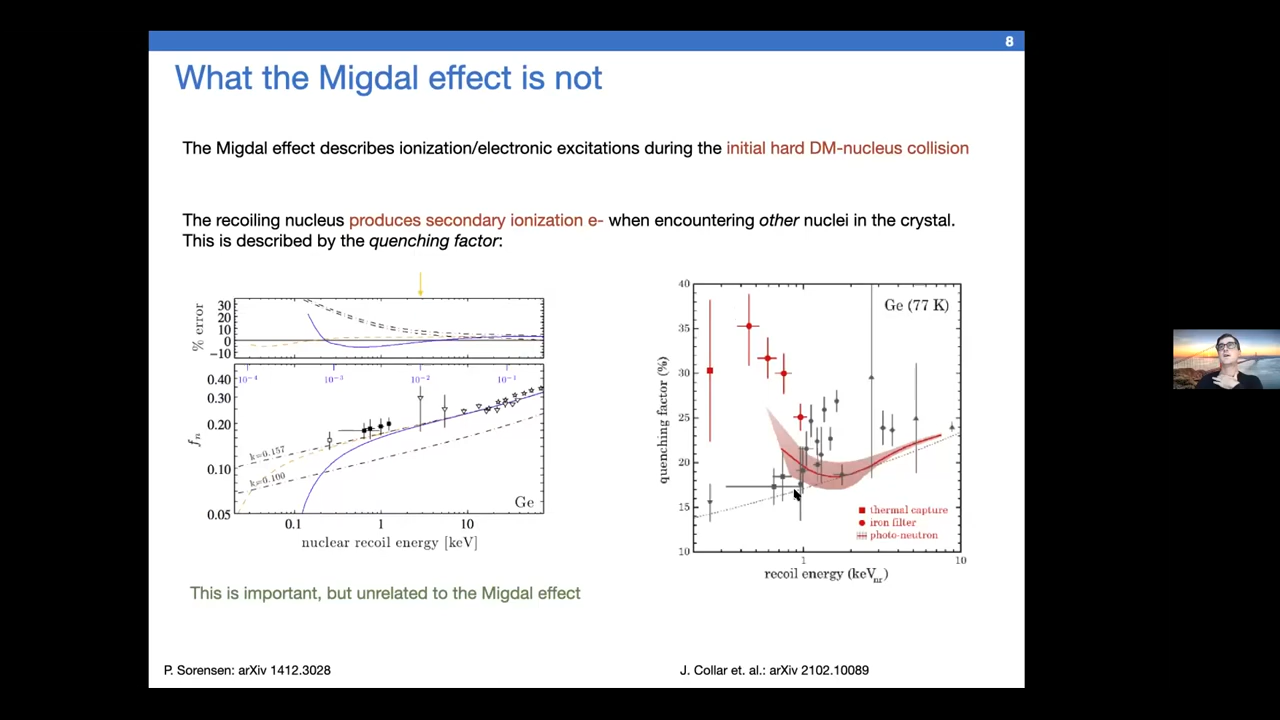 8
What the Migdal effect is not
The Migdal effect describes ionization/electronic excitations during the initial hard DM-nucleus collision
The recoiling nucleus produces secondary ionization e- when encountering other nuclei in the crystal.
This is described by the quenching factor:
% error
30
20
10
0
−10
10⁻⁴ 10⁻³ 10⁻² 10⁻¹
0.40
0.30
0.20
0.10
0.05
fₙ
k=0.157
k=0.100
Ge
0.1 1 10
nuclear recoil energy [keV]
40
35
30
25
20
15
10
quenching factor (%)
Ge (77 K)
thermal capture
iron filter
photo-neutron
1 10
recoil energy (keVₙᵣ)
This is important, but unrelated to the Migdal effect
P. Sorensen: arXiv 1412.3028
J. Collar et. al.: arXiv 2102.10089